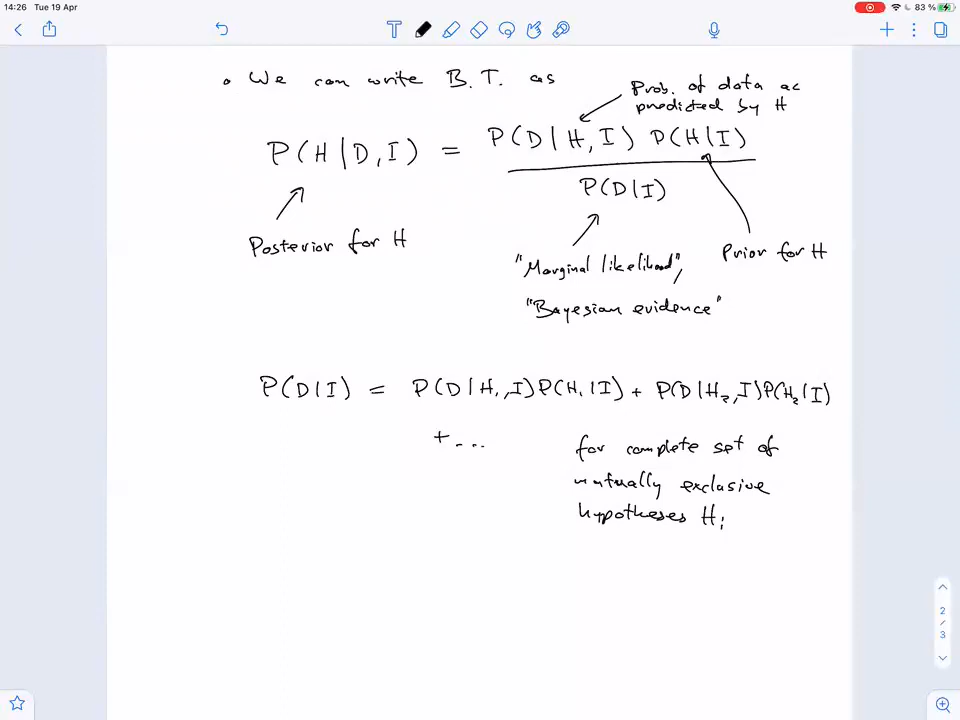 14:26 Tue 19 Apr
83 %
• We can write B.T. as
Prob. of data as
predicted by H
P(H|D,I) = P(D|H,I) P(H|I)
P(D|I)
Posterior for H
"Marginal likelihood",
Prior for H
"Bayesian evidence"
P(D|I) = P(D|H₁,I)P(H₁|I) + P(D|H₂,I)P(H₂|I)
+ ...
for complete set of
mutually exclusive
hypotheses Hᵢ
2
/
3